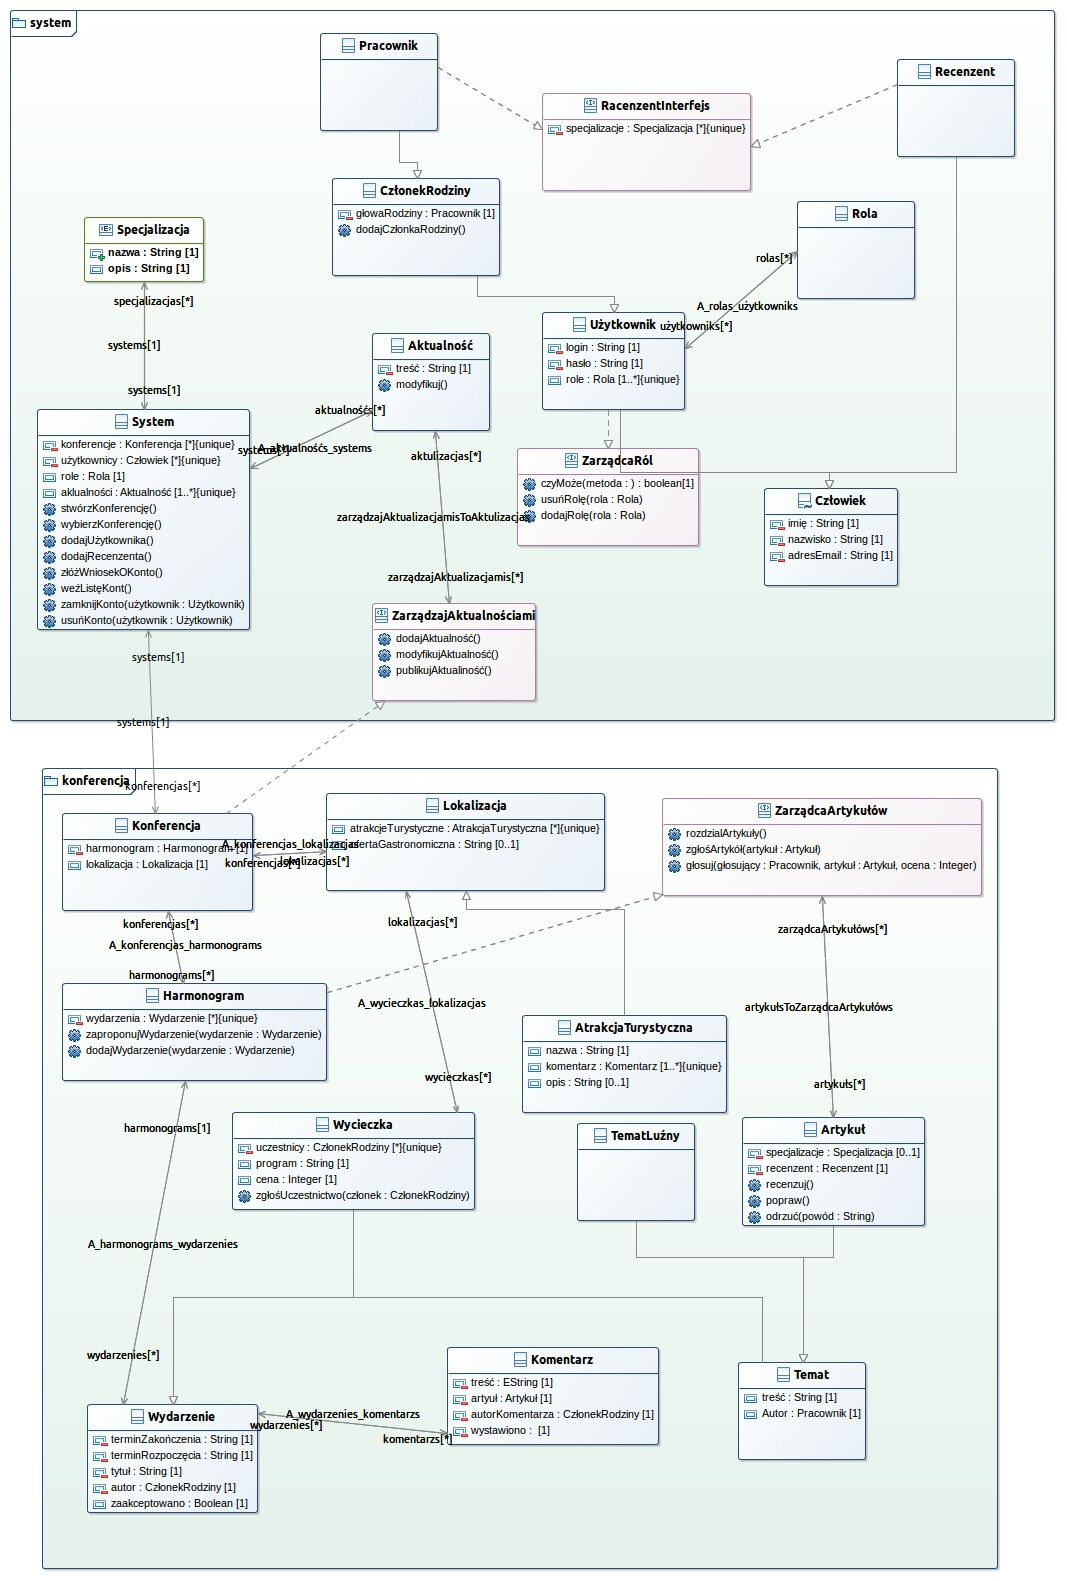 system
Pracownik
RacenzentInterfejs
specjalizacje : Specjalizacja [*]{unique}
Recenzent
CzłonekRodziny
głowaRodziny : Pracownik [1]
dodajCzłonkaRodziny()
Rola
Specjalizacja
nazwa : String [1]
opis : String [1]
rolas[*]
A_rolas_użytkowniks
użytkowniks[*]
specjalizacjas[*]
systems[1]
systems[1]
Użytkownik
login : String [1]
hasło : String [1]
role : Rola [1..*]{unique}
Aktualność
treść : String [1]
modyfikuj()
aktualnośćs[*]
A_aktualnośćs_systems
systems[*]
System
konferencje : Konferencja [*]{unique}
użytkownicy : Człowiek [*]{unique}
role : Rola [1]
aklualności : Aktualność [1..*]{unique}
stwórzKonferencję()
wybierzKonferencję()
dodajUżytkownika()
dodajRecenzenta()
złóżWniosekOKonto()
weźListęKont()
zamknijKonto(użytkownik : Użytkownik)
usuńKonto(użytkownik : Użytkownik)
aktulizacjas[*]
zarządzajAktualizacjamisToAktulizacjas
zarządzajAktualizacjamis[*]
ZarządcaRól
czyMoże(metoda : ) : boolean[1]
usuńRolę(rola : Rola)
dodajRolę(rola : Rola)
Człowiek
imię : String [1]
nazwisko : String [1]
adresEmail : String [1]
ZarządzajAktualnościami
dodajAktualność()
modyfikujAktualność()
publikujAktualiność()
systems[1]
systems[1]
konferencjas[*]
konferencja
Konferencja
harmonogram : Harmonogram [1]
lokalizacja : Lokalizacja [1]
A_konferencjas_lokalizacjas
konferencjas[*]
lokalizacjas[*]
Lokalizacja
atrakcjeTurystyczne : AtrakcjaTurystyczna [*]{unique}
ofertaGastronomiczna : String [0..1]
ZarządcaArtykułów
rozdzialArtykuły()
zgłośArtykół(artykuł : Artykuł)
głosuj(głosujący : Pracownik, artykuł : Artykuł, ocena : Integer)
konferencjas[*]
A_konferencjas_harmonograms
harmonograms[*]
lokalizacjas[*]
A_wycieczkas_lokalizacjas
wycieczkas[*]
zarządcaArtykułóws[*]
artykułsToZarządcaArtykułóws
artykułs[*]
Harmonogram
wydarzenia : Wydarzenie [*]{unique}
zaproponujWydarzenie(wydarzenie : Wydarzenie)
dodajWydarzenie(wydarzenie : Wydarzenie)
AtrakcjaTurystyczna
nazwa : String [1]
komentarz : Komentarz [1..*]{unique}
opis : String [0..1]
harmonograms[1]
A_harmonograms_wydarzenies
wydarzenies[*]
Wycieczka
uczestnicy : CzłonekRodziny [*]{unique}
program : String [1]
cena : Integer [1]
zgłośUczestnictwo(członek : CzłonekRodziny)
TematLuźny
Artykuł
specjalizacje : Specjalizacja [0..1]
recenzent : Recenzent [1]
recenzuj()
popraw()
odrzuć(powód : String)
Komentarz
treść : EString [1]
artyuł : Artykuł [1]
autorKomentarza : CzłonekRodziny [1]
wystawiono : [1]
Temat
treść : String [1]
Autor : Pracownik [1]
A_wydarzenies_komentarzs
wydarzenies[*]
komentarzs[*]
Wydarzenie
terminZakończenia : String [1]
terminRozpoczęcia : String [1]
tytuł : String [1]
autor : CzłonekRodziny [1]
zaakceptowano : Boolean [1]